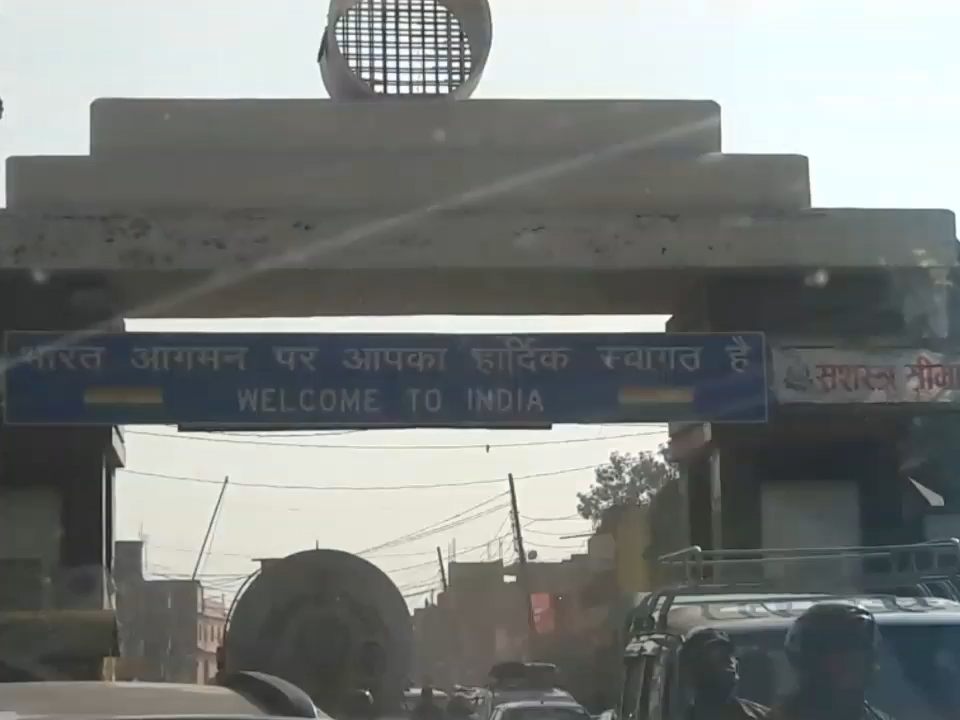 भारत आगमन पर आपका हार्दिक स्वागत है
WELCOME TO INDIA
सशस्त्र सीमा